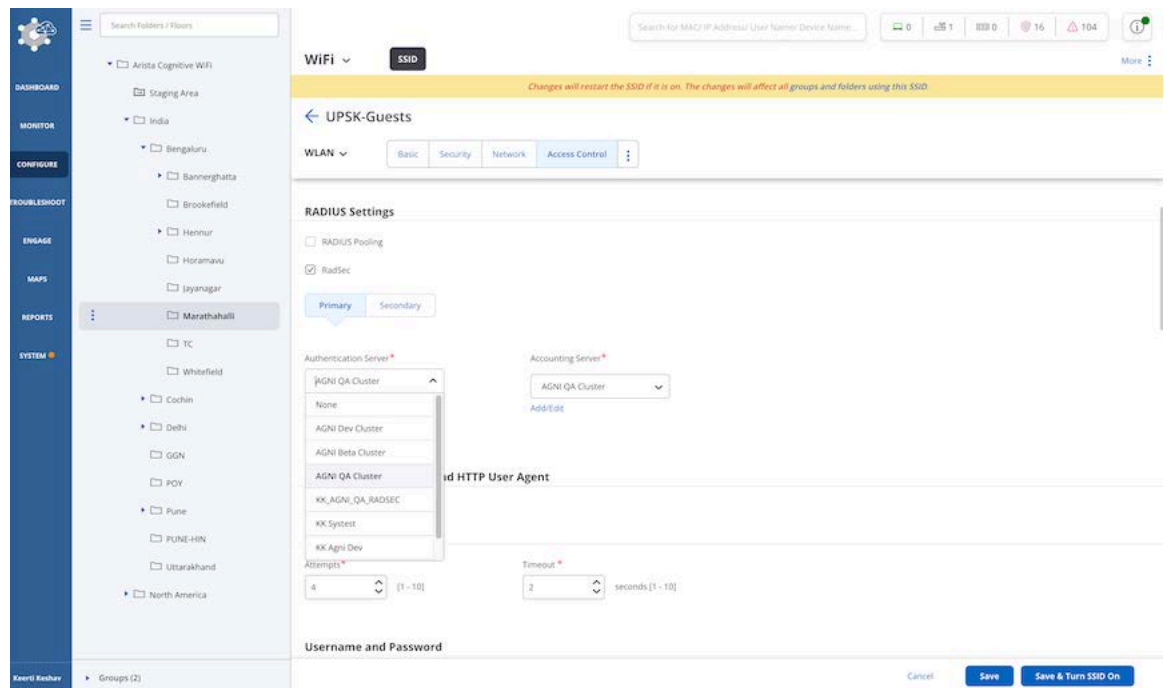 Search Folders / Floors
Search for MAC/ IP Address/ User Name/ Device Name...
0
1
0
16
104
DASHBOARD
MONITOR
CONFIGURE
TROUBLESHOOT
ENGAGE
MAPS
REPORTS
SYSTEM
Keerti Keshav
Arista Cognitive WiFi
Staging Area
India
Bengaluru
Bannerghatta
Brookefield
Hennur
Horamavu
Jayanagar
Marathahalli
TC
Whitefield
Cochin
Delhi
GGN
POY
Pune
PUNE-HIN
Uttarakhand
North America
Groups (2)
WiFi
SSID
More
Changes will restart the SSID if it is on. The changes will affect all groups and folders using this SSID.
UPSK-Guests
WLAN
Basic
Security
Network
Access Control
RADIUS Settings
RADIUS Pooling
RadSec
Primary
Secondary
Authentication Server*
Accounting Server*
AGNI QA Cluster
AGNI QA Cluster
Add/Edit
None
AGNI Dev Cluster
AGNI Beta Cluster
AGNI QA Cluster
KK_AGNI_QA_RADSEC
KK Systest
KK Agni Dev
nd HTTP User Agent
Attempts*
Timeout *
4
[1 - 10]
2
seconds [1 - 10]
Username and Password
Cancel
Save
Save & Turn SSID On